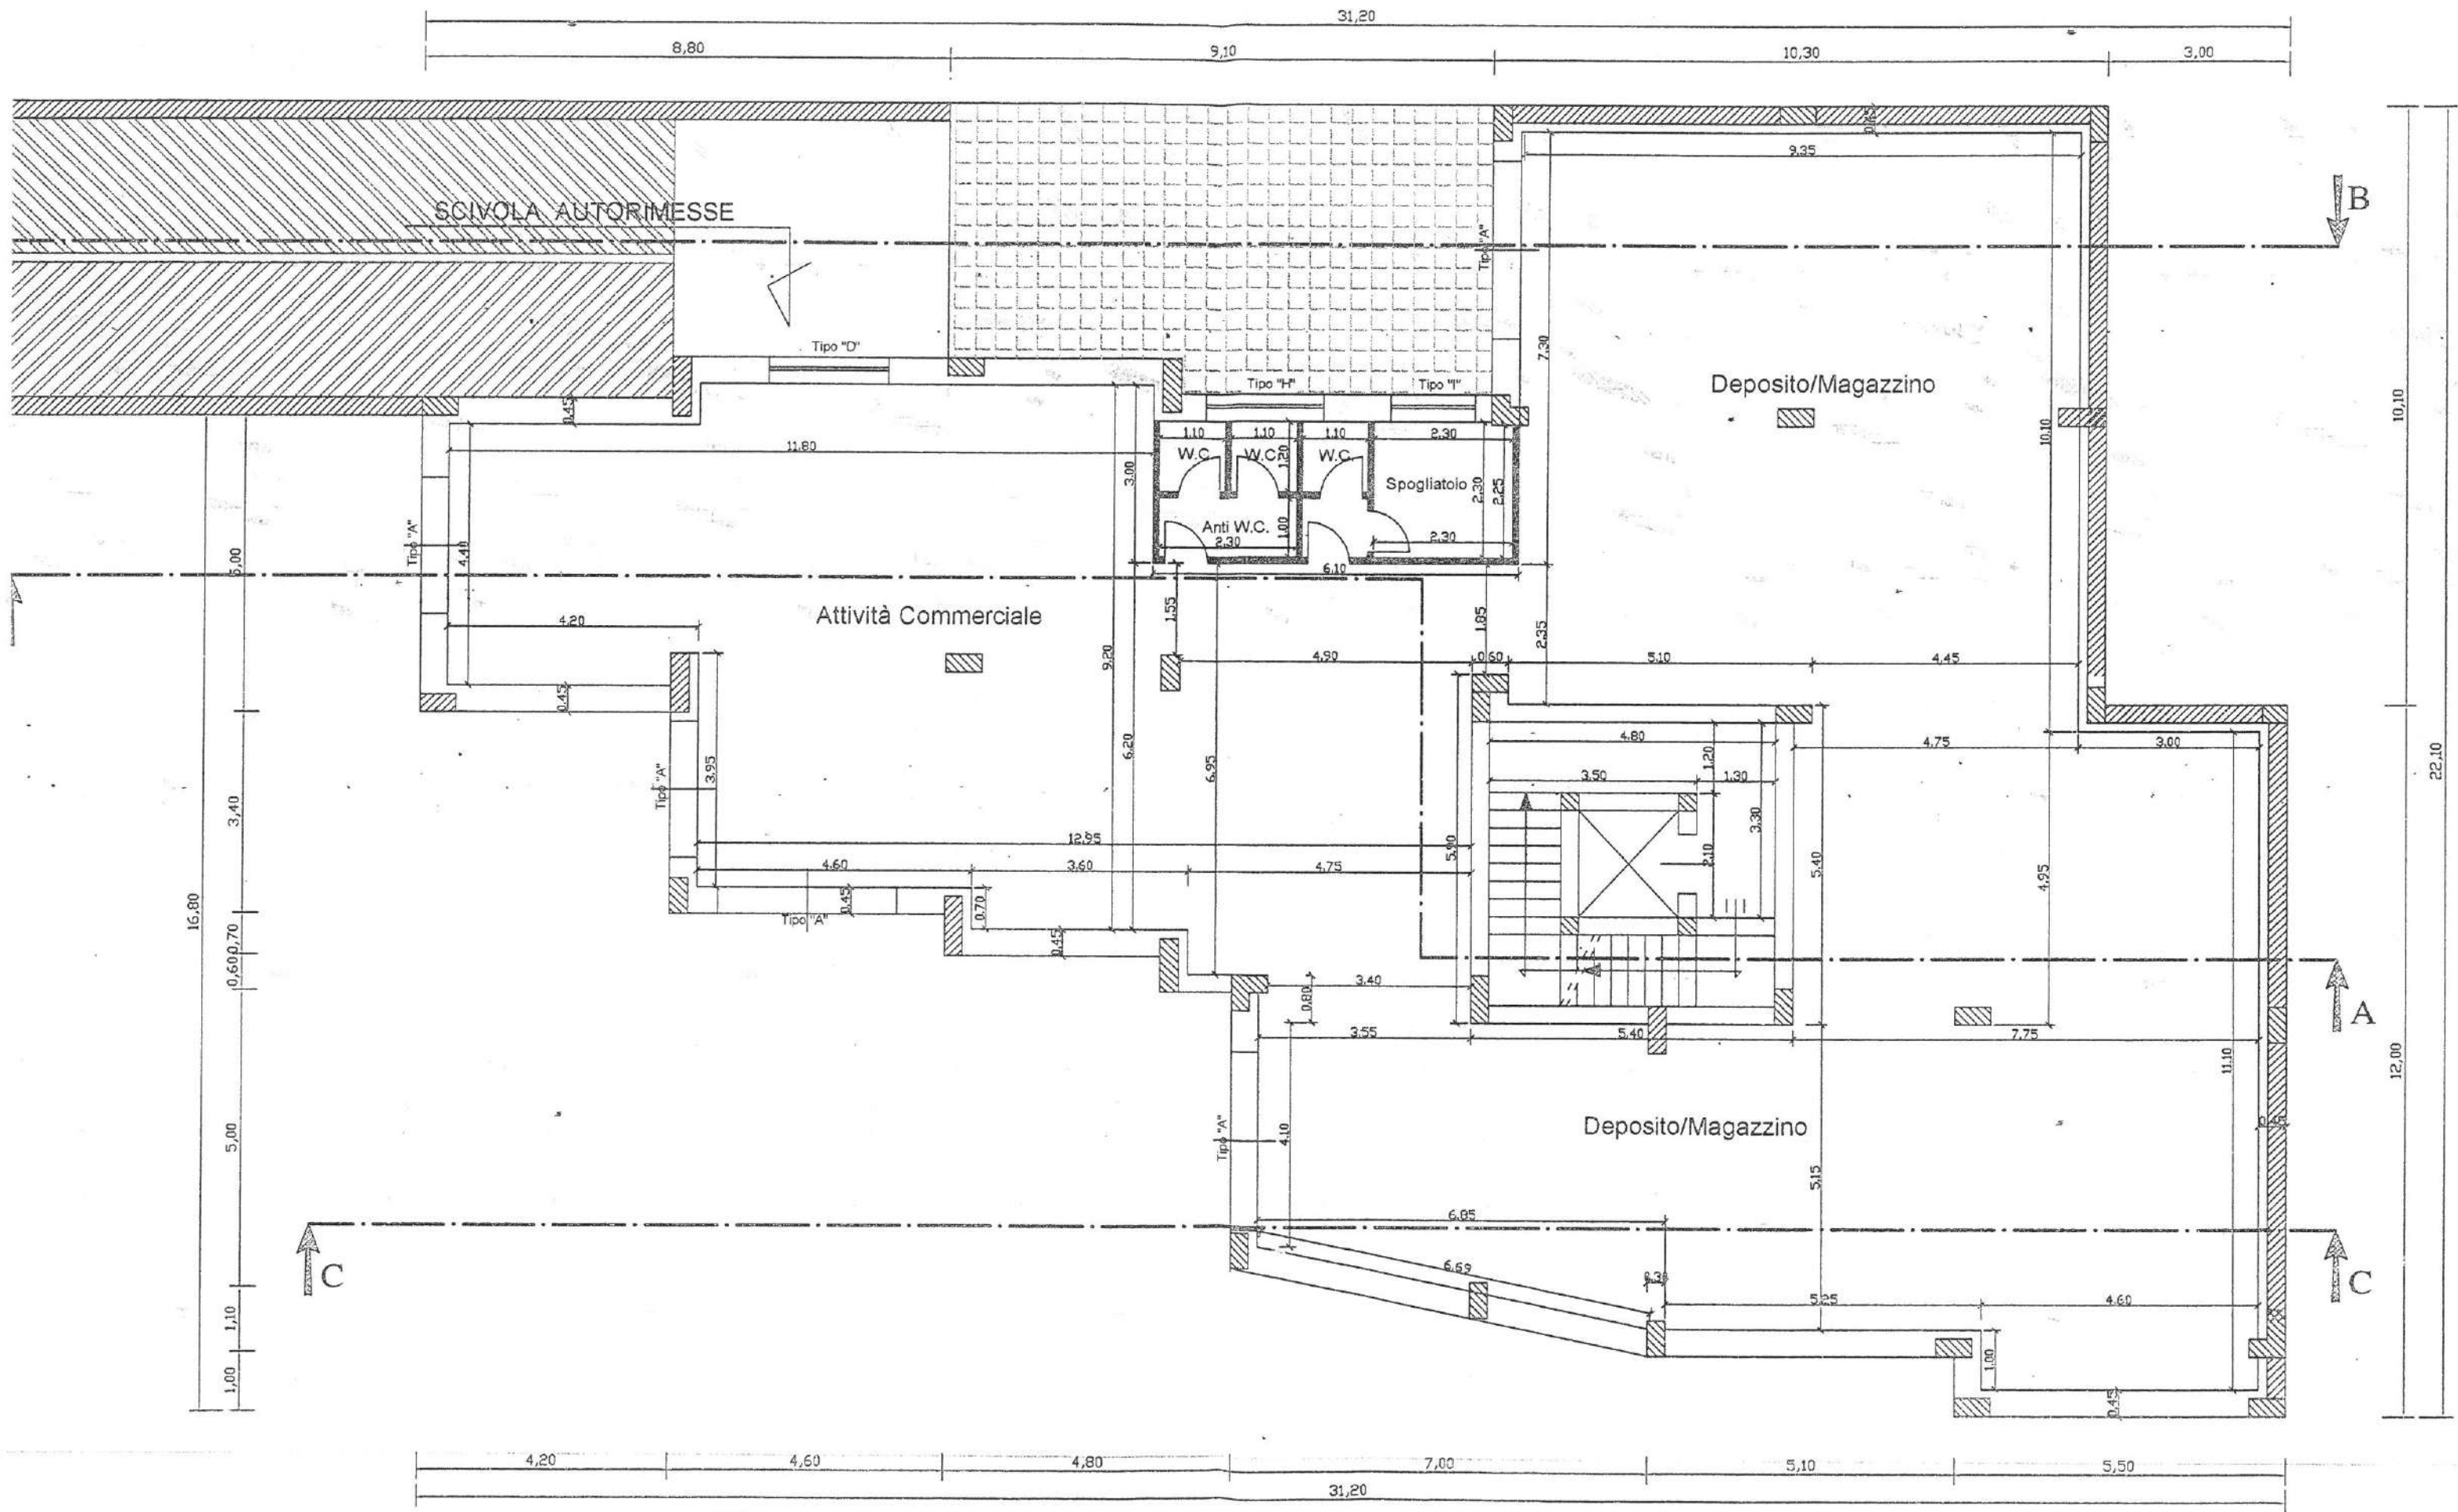 31,20
8,80 9,10 10,30 3,00
0.45
9.35
B
SCIVOLA AUTORIMESSE
Tipo "A"
Tipo "D"
7.30
Tipo "H" Tipo "I"
Deposito/Magazzino
10,10
10.10
0.45
11.80
1.10 1.10 1.10 2.30
W.C. W.C. W.C.
1.20
3.00
Spogliatoio
2.30
2.25
Anti W.C.
1.00
2.30 2.30
6.10
Tipo "A"
4.40
Attività Commerciale
1.55
1.85
2.35
4.20
9.20
4.90 0.60 5.10 4.45
0.45
22,10
6.20
4.80
4.75 3.00
1.20
3.95
Tipo "A"
6.95
3.50 1.30
3,40
3.30
12.95
5.90
2.10
4.60 3.60 4.75
5.40
4.95
16,80
0.45
0.70
Tipo "A"
0,70
0.45
0,60
3.40
0.80
A
3.55 5.40 7.75
11.10
12,00
5,00
Tipo "A"
4.10
Deposito/Magazzino
5.15
6.85
C
6.69
C
5.25 4.60
1,10
1,00
1.00
0.45
4,20 4,60 4,80 7,00 5,10 5,50
31,20